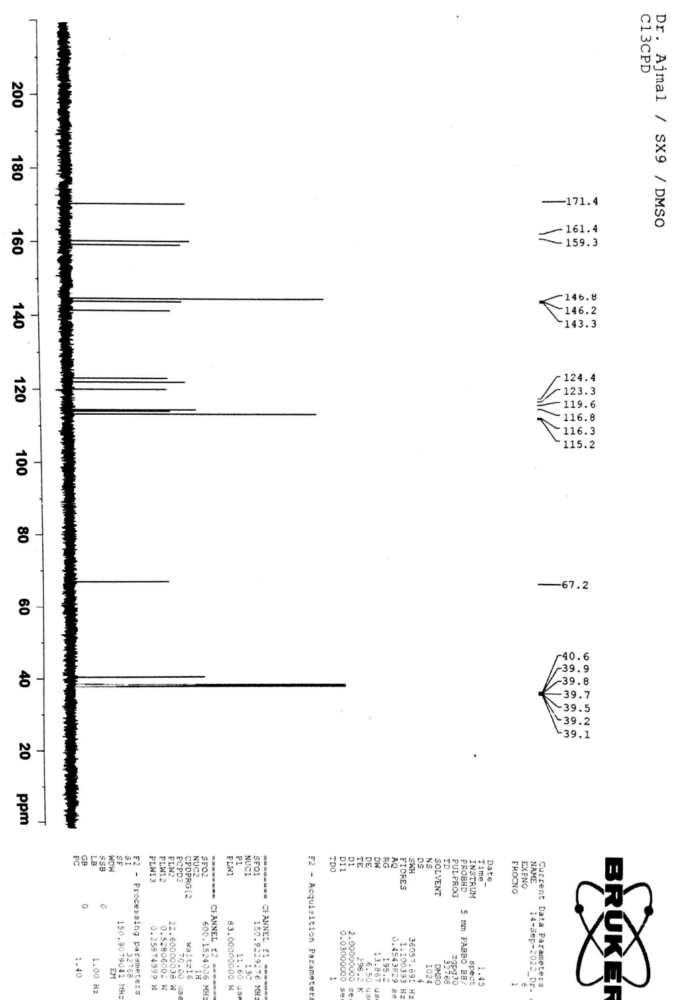 Dr. Ajmal / SX9 / DMSO
C13CPD
171.4
161.4
159.3
146.8
146.2
143.3
124.4
123.3
119.6
116.8
116.3
115.2
67.2
40.6
39.9
39.8
39.7
39.5
39.2
39.1
200 180 160 140 120 100 80 60 40 20 ppm
BRUKER
Current Data Parameters
NAME 14-Sep-2022_Dr.
EXPNO 6
PROCNO 1
F2 - Acquisition Parameters
Date_
Time 1.45
INSTRUM spect
PROBHD 5 mm PABBO BB/
PULPROG zgpg30
TD 32768
SOLVENT DMSO
NS 1024
DS 4
SWH 36057.691 Hz
FIDRES 1.100393 Hz
AQ 0.4543829 se
RG 195.2
DW 13.867 us
DE 6.50 us
TE 298.2 K
D1 2.00000000 se
D11 0.03000000 se
TD0 1
======== CHANNEL f1 ========
SFO1 150.9229276 MHz
NUC1 13C
P1 11.60 use
PLW1 83.00000000 W
======== CHANNEL f2 ========
SFO2 600.1524006 MHz
NUC2 1H
CPDPRG[2 waltz16
PCPD2 70.00 use
PLW2 22.60000038 W
PLW12 0.52806002 W
PLW13 0.25874999 W
F2 - Processing parameters
SI 32768
SF 150.9079041 MHz
WDW EM
SSB 0
LB 1.00 Hz
GB 0
PC 1.40